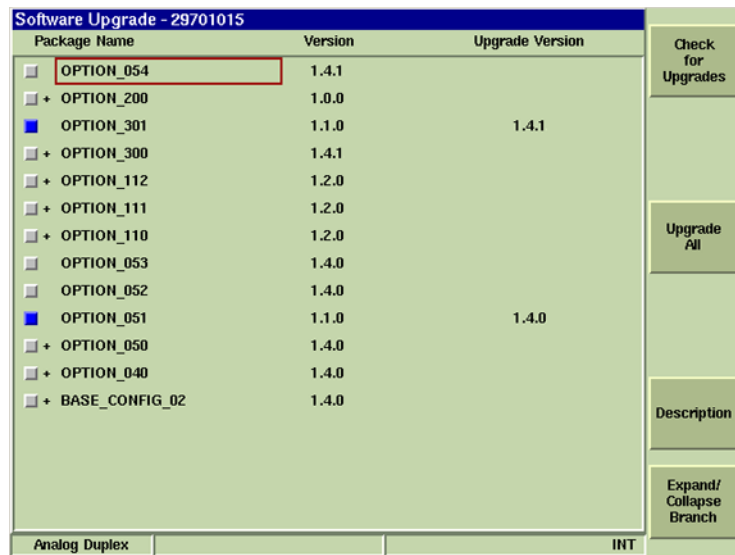 Software Upgrade - 29701015
Package Name Version Upgrade Version
OPTION_054 1.4.1
+ OPTION_200 1.0.0
OPTION_301 1.1.0 1.4.1
+ OPTION_300 1.4.1
+ OPTION_112 1.2.0
+ OPTION_111 1.2.0
+ OPTION_110 1.2.0
OPTION_053 1.4.0
OPTION_052 1.4.0
OPTION_051 1.1.0 1.4.0
+ OPTION_050 1.4.0
+ OPTION_040 1.4.0
+ BASE_CONFIG_02 1.4.0
Check
for
Upgrades
Upgrade
All
Description
Expand/
Collapse
Branch
Analog Duplex INT